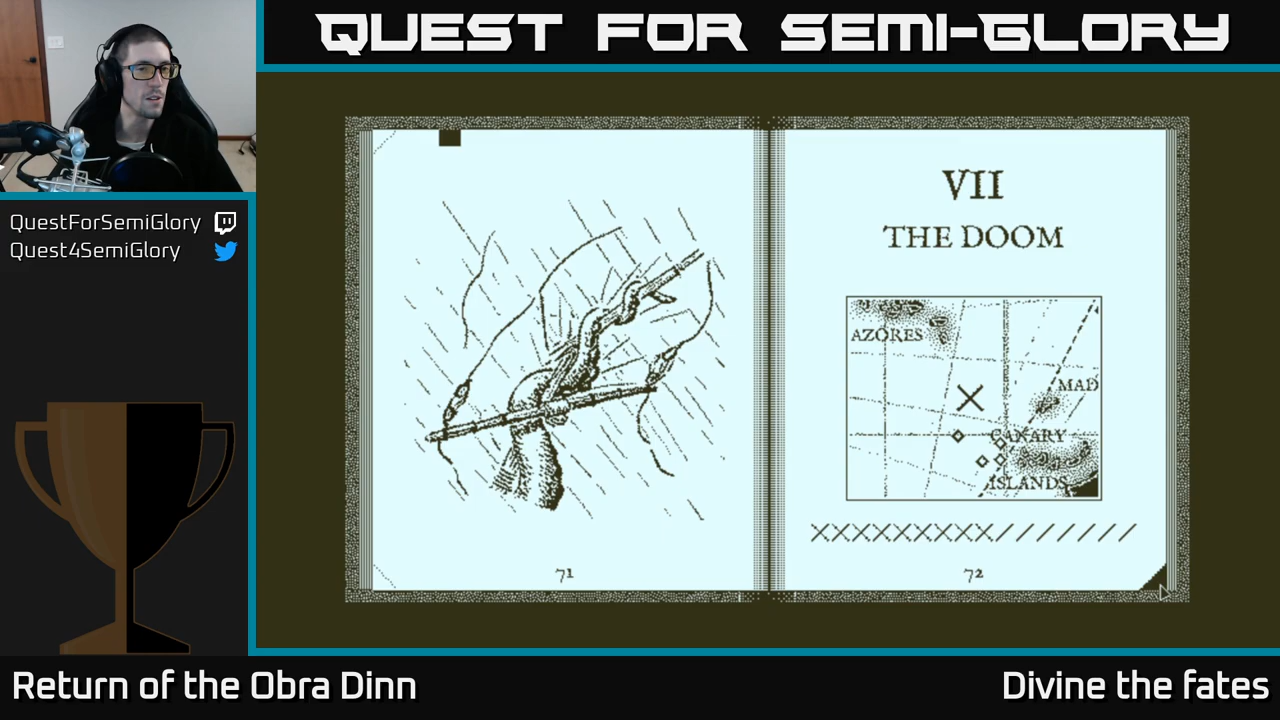 QUEST FOR SEMI-GLORY
QuestForSemiGlory
Quest4SemiGlory
VII
THE DOOM
AZORES
MAD
CANARY
ISLANDS
71
72
Return of the Obra Dinn
Divine the fates